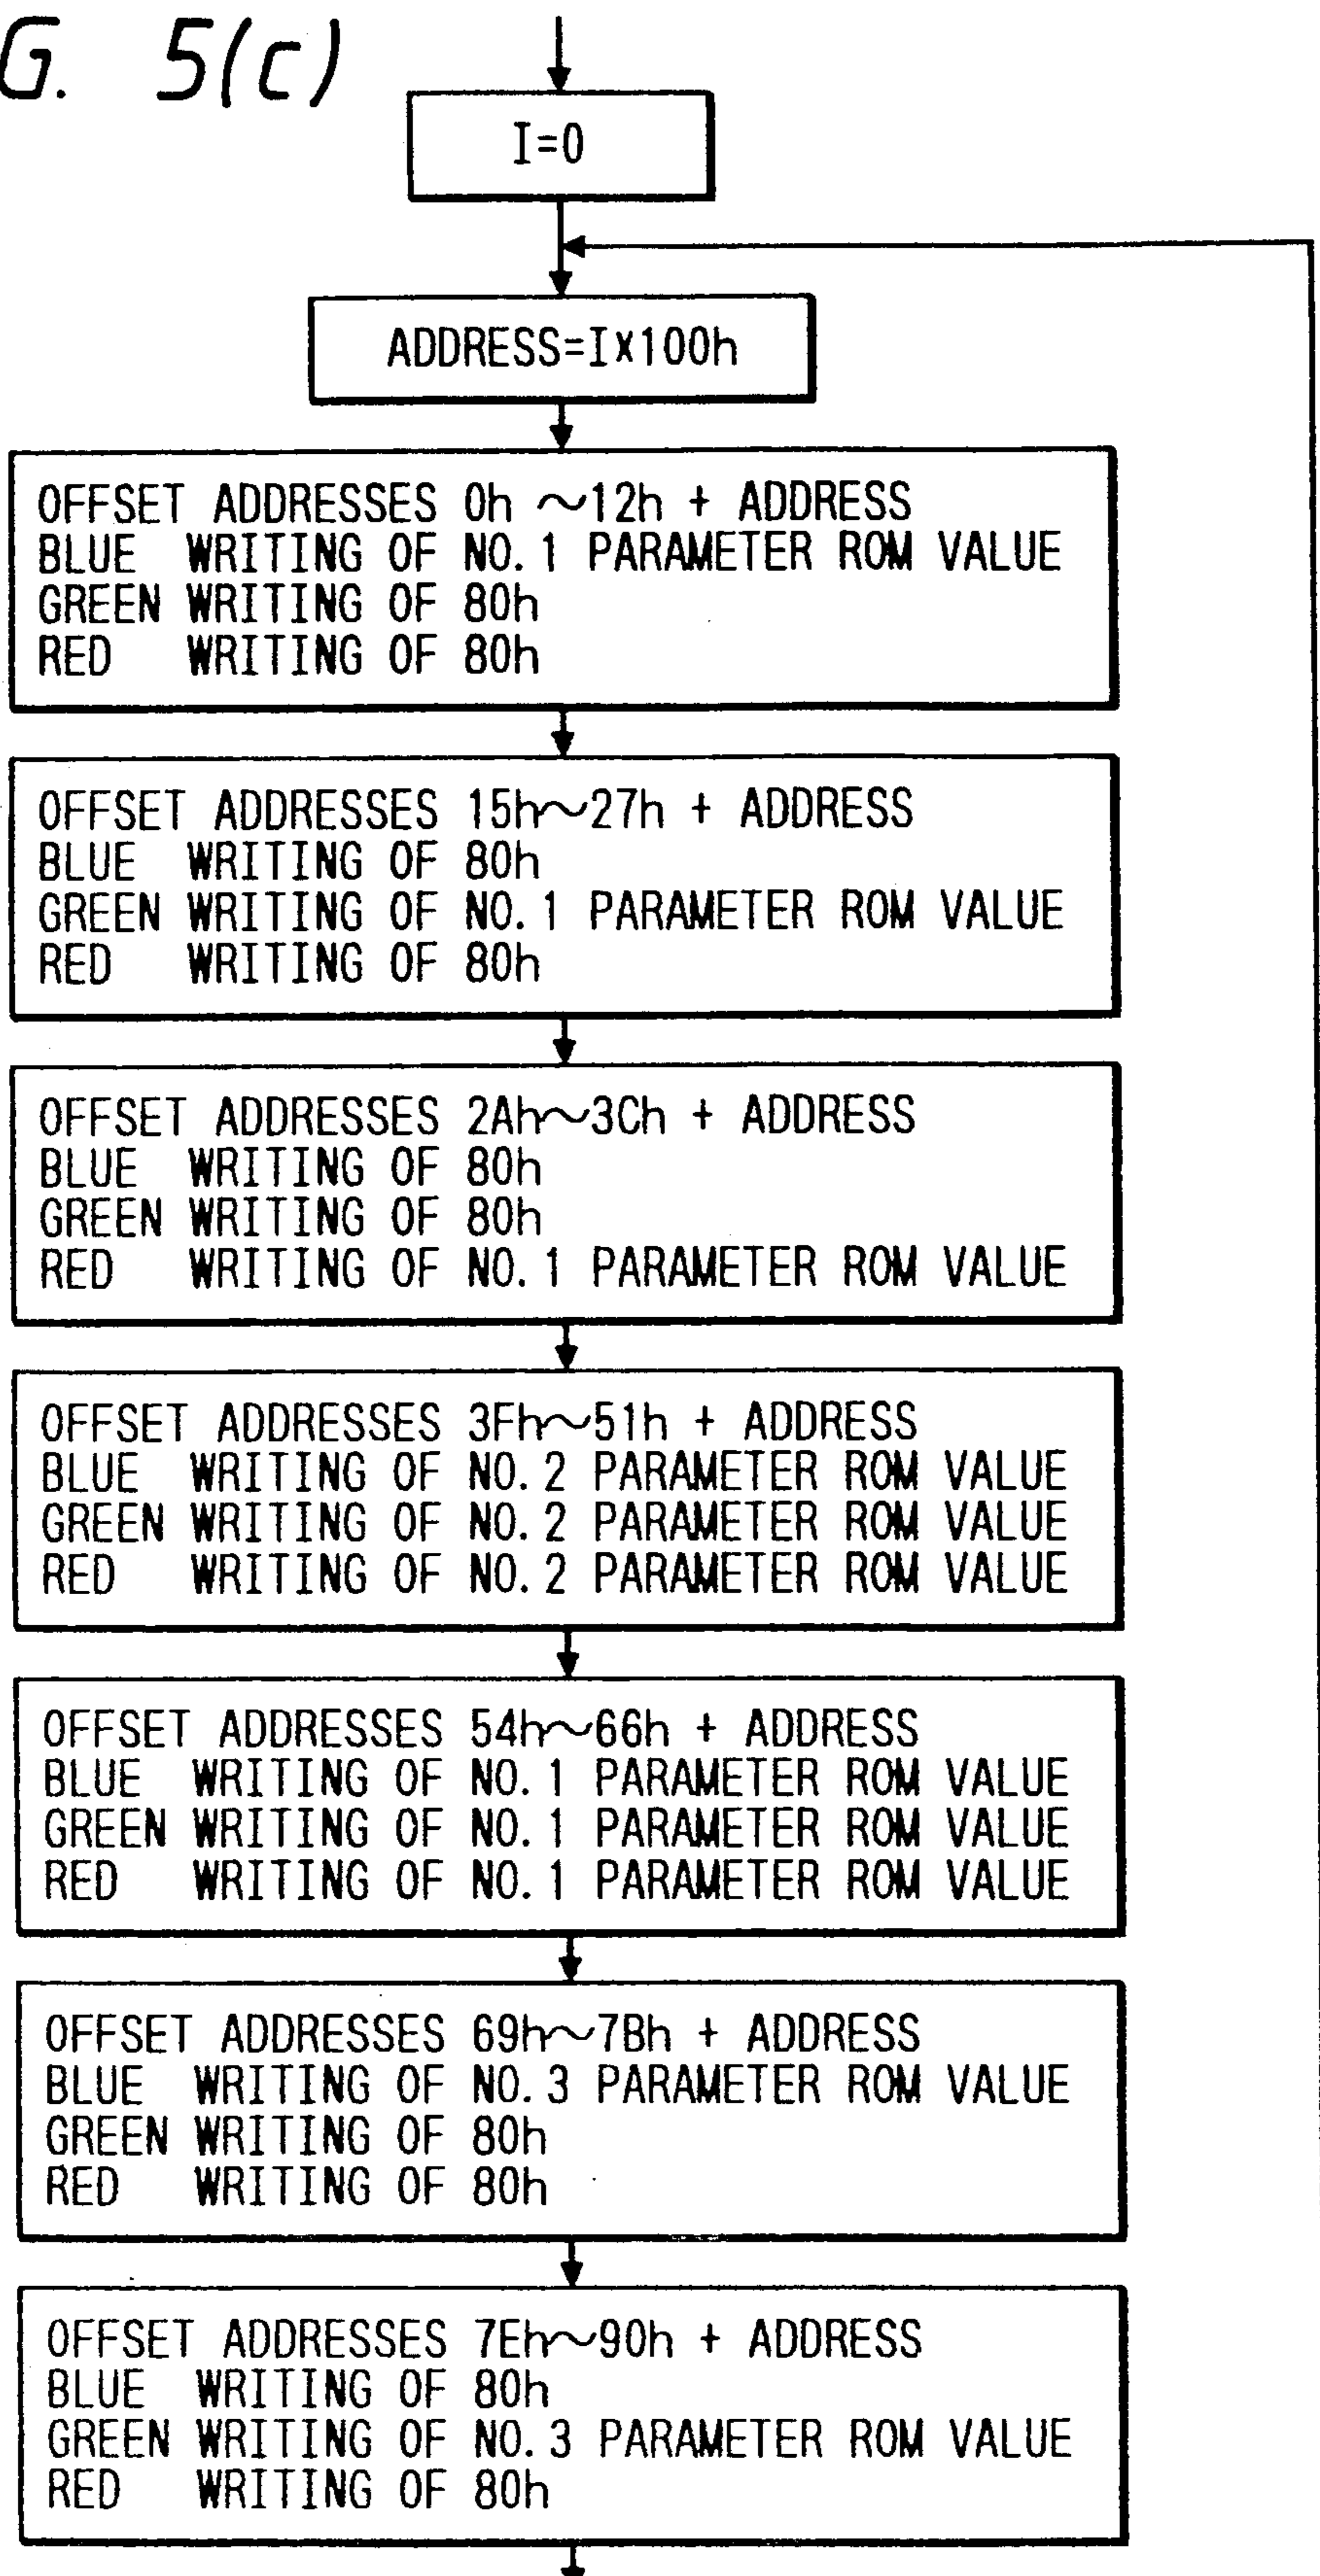 G. 5(c)
I=0
ADDRESS=I×100h
OFFSET ADDRESSES 0h ~12h + ADDRESS
BLUE WRITING OF NO.1 PARAMETER ROM VALUE
GREEN WRITING OF 80h
RED WRITING OF 80h
OFFSET ADDRESSES 15h~27h + ADDRESS
BLUE WRITING OF 80h
GREEN WRITING OF NO.1 PARAMETER ROM VALUE
RED WRITING OF 80h
OFFSET ADDRESSES 2Ah~3Ch + ADDRESS
BLUE WRITING OF 80h
GREEN WRITING OF 80h
RED WRITING OF NO.1 PARAMETER ROM VALUE
OFFSET ADDRESSES 3Fh~51h + ADDRESS
BLUE WRITING OF NO.2 PARAMETER ROM VALUE
GREEN WRITING OF NO.2 PARAMETER ROM VALUE
RED WRITING OF NO.2 PARAMETER ROM VALUE
OFFSET ADDRESSES 54h~66h + ADDRESS
BLUE WRITING OF NO.1 PARAMETER ROM VALUE
GREEN WRITING OF NO.1 PARAMETER ROM VALUE
RED WRITING OF NO.1 PARAMETER ROM VALUE
OFFSET ADDRESSES 69h~7Bh + ADDRESS
BLUE WRITING OF NO.3 PARAMETER ROM VALUE
GREEN WRITING OF 80h
RED WRITING OF 80h
OFFSET ADDRESSES 7Eh~90h + ADDRESS
BLUE WRITING OF 80h
GREEN WRITING OF NO.3 PARAMETER ROM VALUE
RED WRITING OF 80h